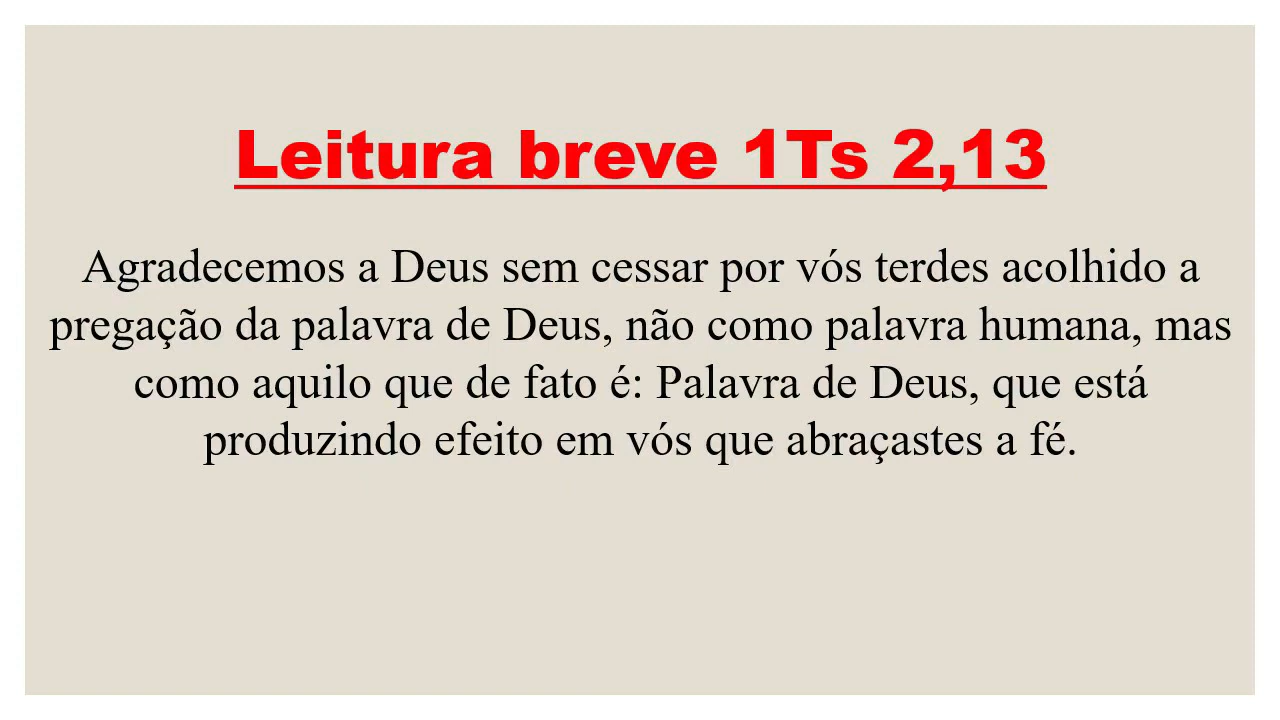 Leitura breve 1Ts 2,13
Agradecemos a Deus sem cessar por vós terdes acolhido a
pregação da palavra de Deus, não como palavra humana, mas
como aquilo que de fato é: Palavra de Deus, que está
produzindo efeito em vós que abraçastes a fé.